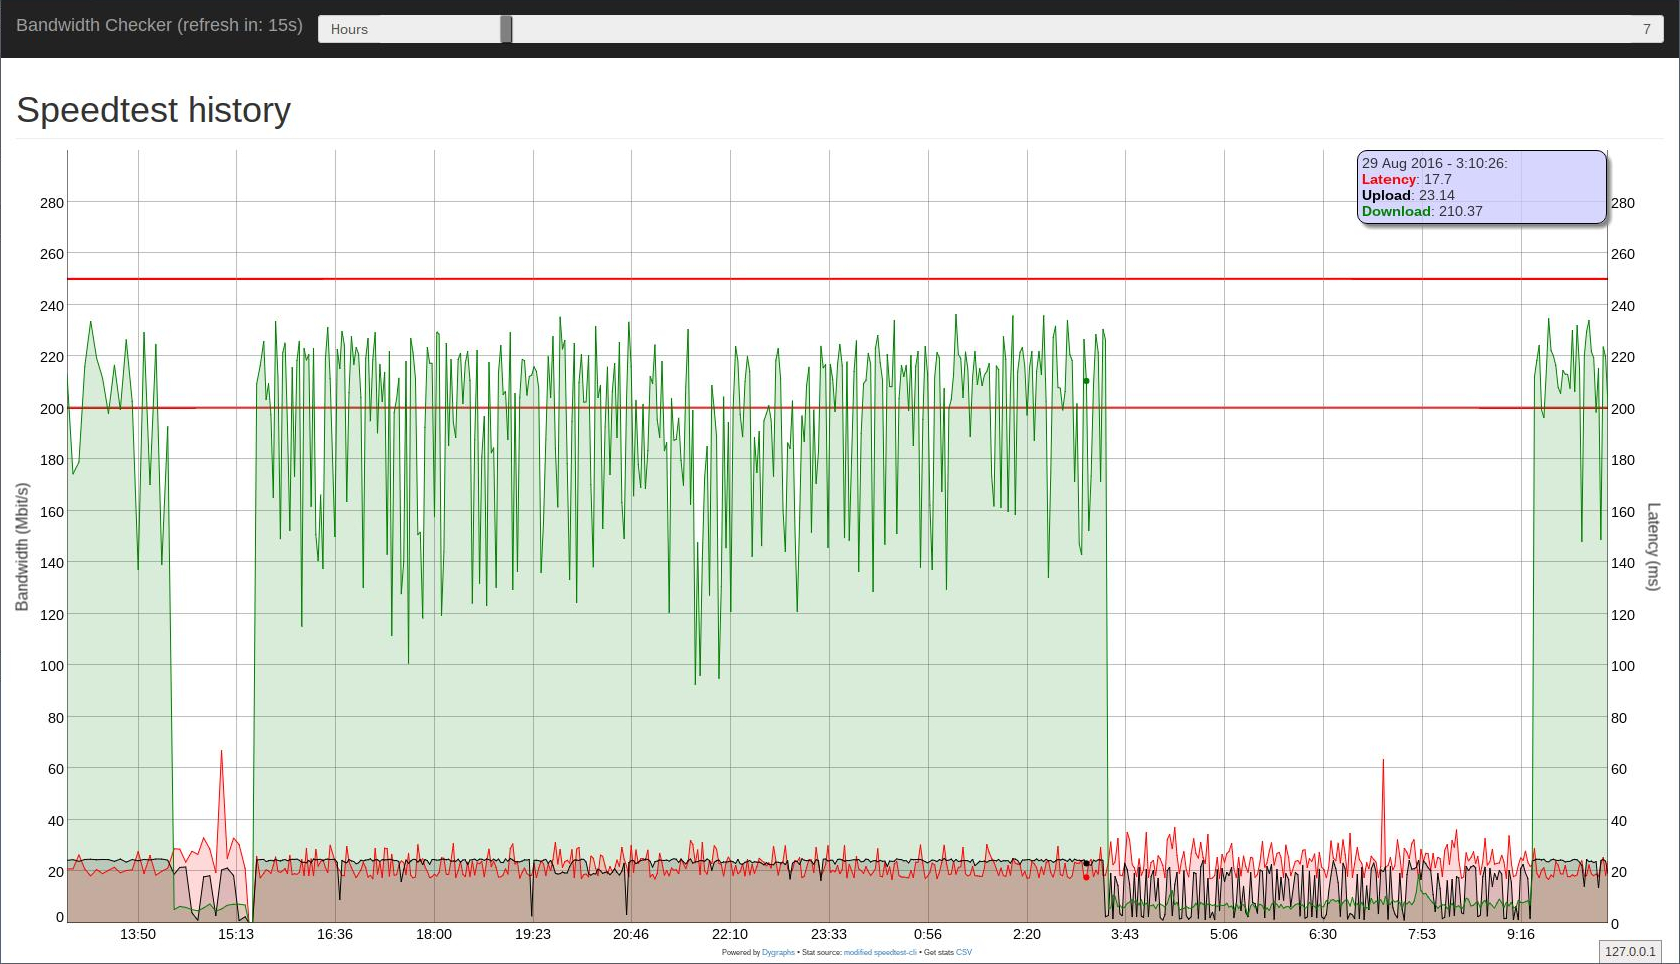 Bandwidth Checker (refresh in: 15s) Hours 7
Speedtest history
29 Aug 2016 - 3:10:26:
Latency: 17.7
Upload: 23.14
Download: 210.37
280 280
260 260
240 240
220 220
200 200
180 180
160 160
140 140
120 120
100 100
80 80
60 60
40 40
20 20
0 0
Bandwidth (Mbit/s)
Latency (ms)
13:50 15:13 16:36 18:00 19:23 20:46 22:10 23:33 0:56 2:20 3:43 5:06 6:30 7:53 9:16
Powered by Dygraphs • Stat source: modified speedtest-cli • Get stats CSV
127.0.0.1